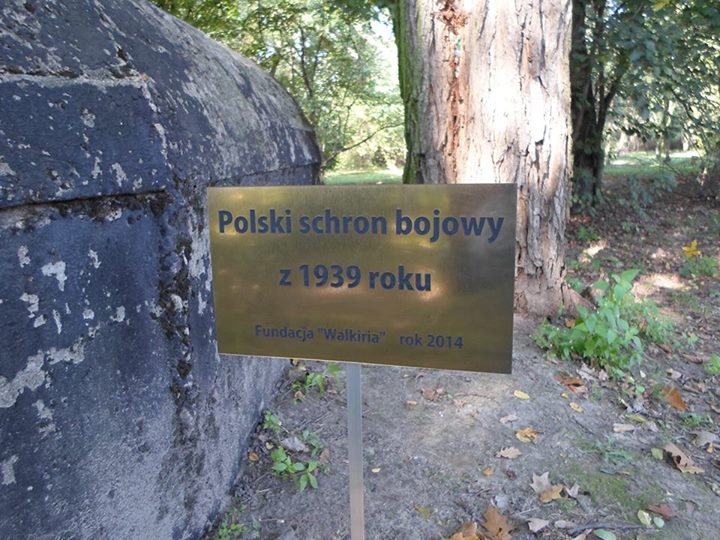 Polski schron bojowy
z 1939 roku
Fundacja "Walkiria" rok 2014